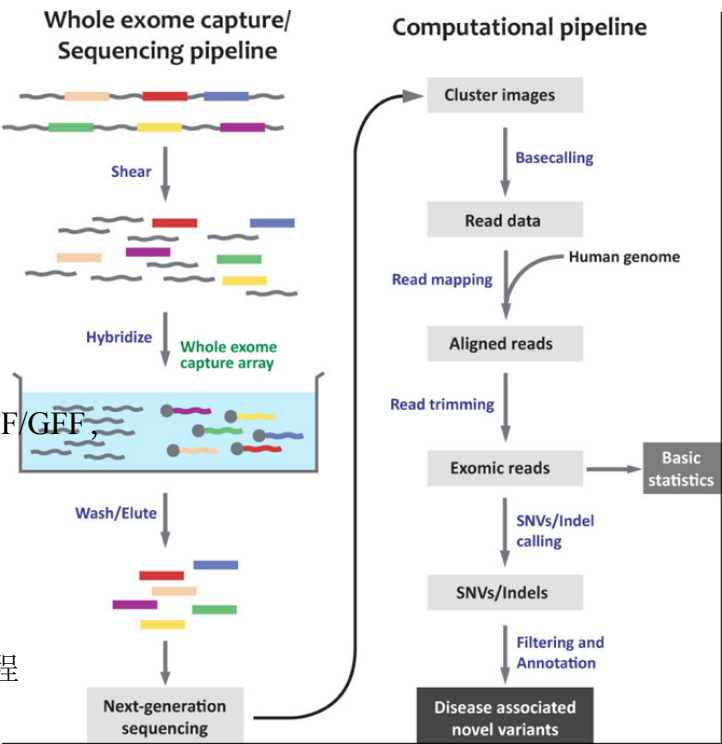 Whole exome capture/
Sequencing pipeline
Shear
Hybridize
Whole exome
capture array
F/GFF,
Wash/Elute
程
Next-generation
sequencing
Computational pipeline
Cluster images
Basecalling
Read data
Human genome
Read mapping
Aligned reads
Read trimming
Exomic reads
Basic
statistics
SNVs/Indel
calling
SNVs/Indels
Filtering and
Annotation
Disease associated
novel variants